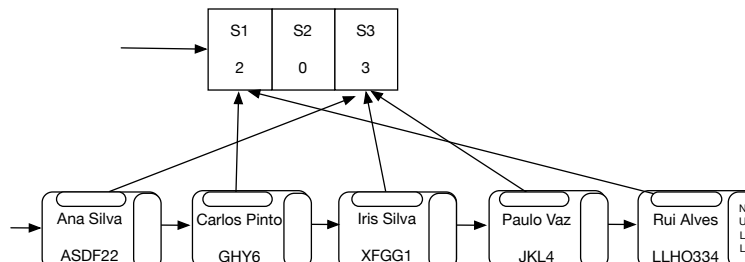 S1 S2 S3
2 0 3
Ana Silva Carlos Pinto Iris Silva Paulo Vaz Rui Alves
ASDF22 GHY6 XFGG1 JKL4 LLHO334
N
U
L
L